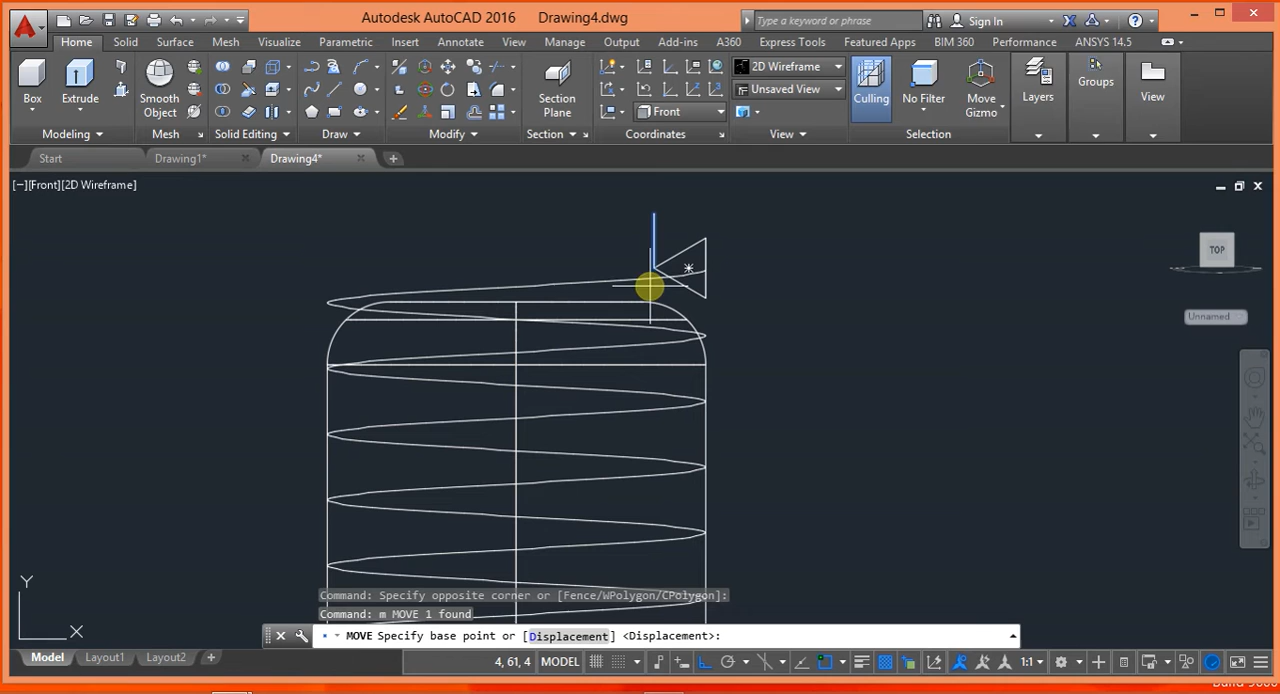 Autodesk AutoCAD 2016 Drawing4.dwg
Type a keyword or phrase
Sign In
Home Solid Surface Mesh Visualize Parametric Insert Annotate View Manage Output Add-ins A360 Express Tools Featured Apps BIM 360 Performance ANSYS 14.5
2D Wireframe
Unsaved View
Front
Box
Extrude
Smooth
Object
Section
Plane
Culling
No Filter
Move
Gizmo
Layers
Groups
View
Modeling
Mesh
Solid Editing
Draw
Modify
Section
Coordinates
View
Selection
Start
Drawing1*
Drawing4*
[−][Front][2D Wireframe]
TOP
Unnamed
Y
X
Command: Specify opposite corner or [Fence/WPolygon/CPolygon]:
Command: m MOVE 1 found
MOVE Specify base point or [Displacement] <Displacement>:
Model
Layout1
Layout2
4, 61, 4
MODEL
1:1